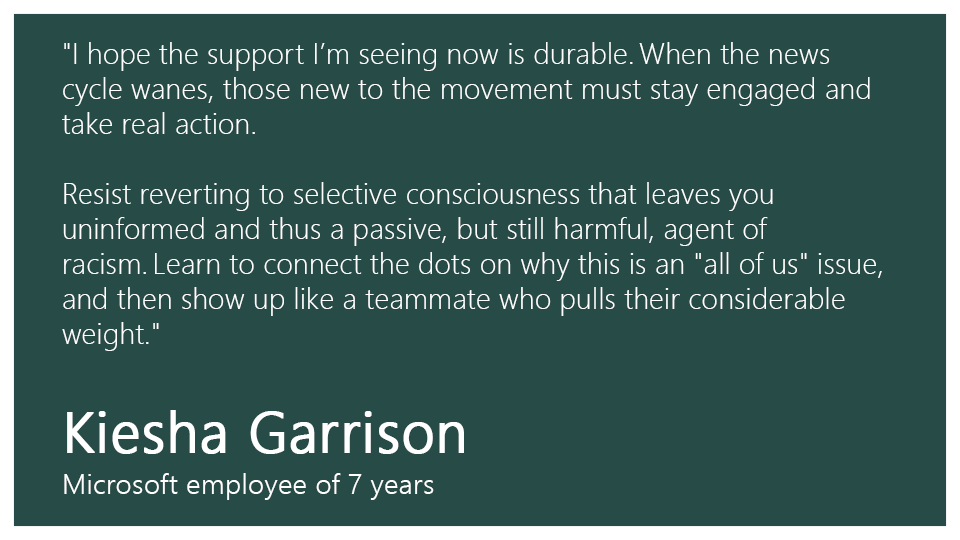 "I hope the support I’m seeing now is durable. When the news
cycle wanes, those new to the movement must stay engaged and
take real action.
Resist reverting to selective consciousness that leaves you
uninformed and thus a passive, but still harmful, agent of
racism. Learn to connect the dots on why this is an "all of us" issue,
and then show up like a teammate who pulls their considerable
weight."
Kiesha Garrison
Microsoft employee of 7 years